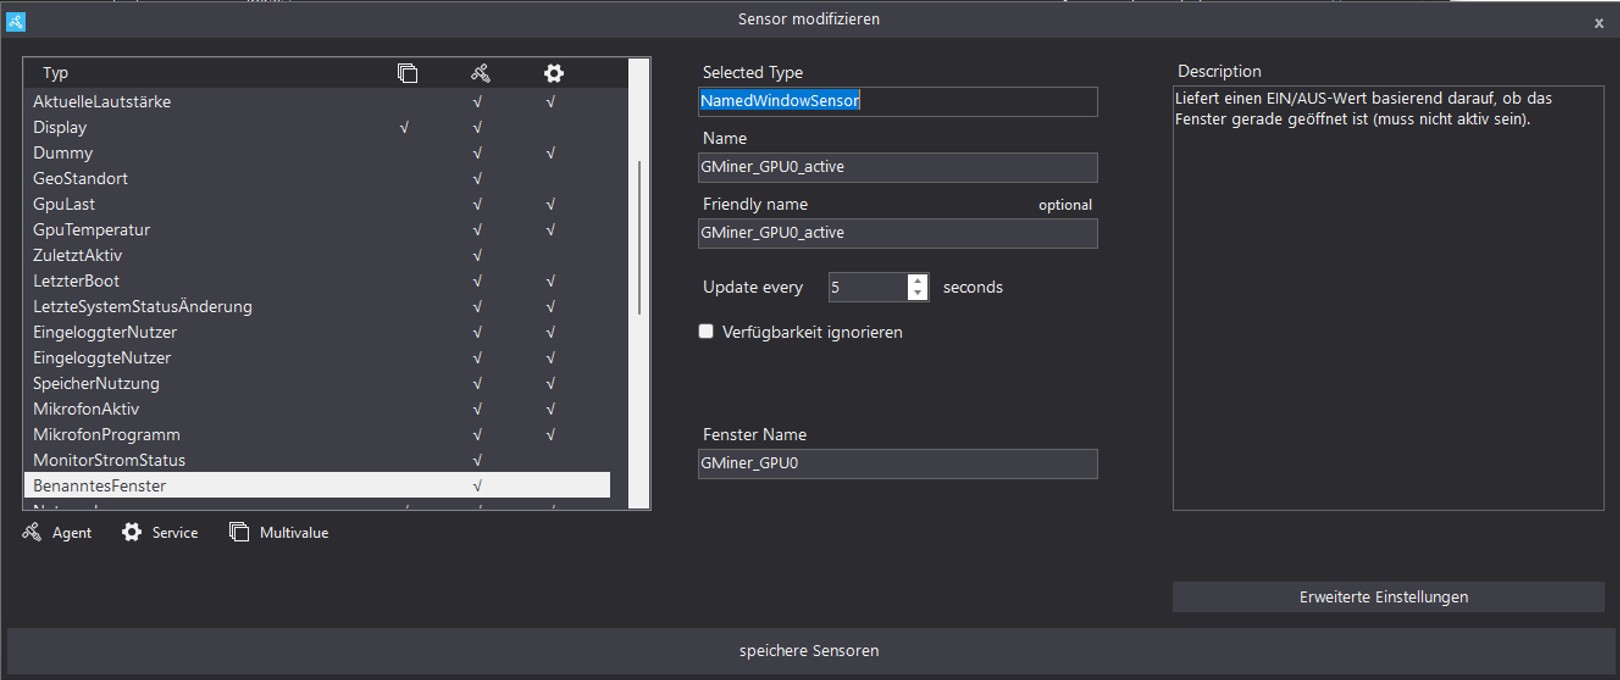 Sensor modifizieren
x
Typ
AktuelleLautstärke √ √
Display √ √
Dummy √ √
GeoStandort √
GpuLast √ √
GpuTemperatur √ √
ZuletztAktiv √
LetzterBoot √ √
LetzteSystemStatusÄnderung √ √
EingeloggterNutzer √ √
EingeloggteNutzer √ √
SpeicherNutzung √ √
MikrofonAktiv √ √
MikrofonProgramm √ √
MonitorStromStatus √
BenanntesFenster √
Agent Service Multivalue
Selected Type
NamedWindowSensor
Name
GMiner_GPU0_active
Friendly name optional
GMiner_GPU0_active
Update every 5 seconds
Verfügbarkeit ignorieren
Fenster Name
GMiner_GPU0
Description
Liefert einen EIN/AUS-Wert basierend darauf, ob das
Fenster gerade geöffnet ist (muss nicht aktiv sein).
Erweiterte Einstellungen
speichere Sensoren